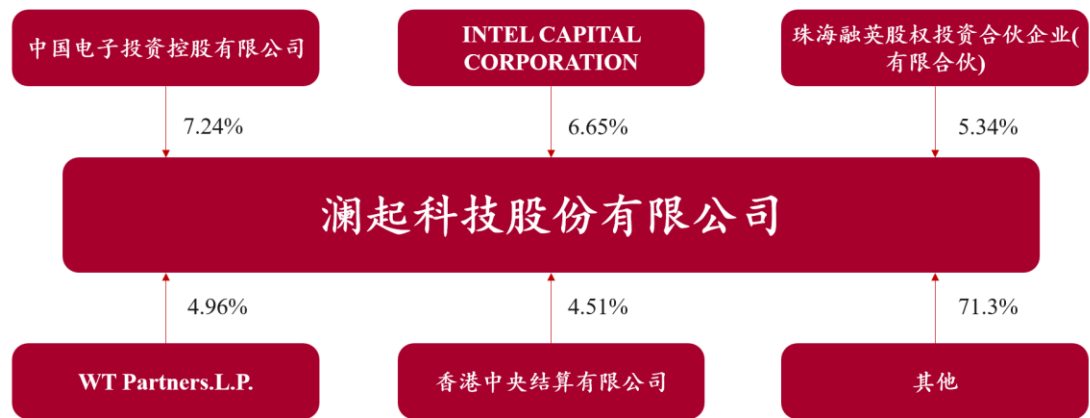 中国电子投资控股有限公司
INTEL CAPITAL
CORPORATION
珠海融英股权投资合伙企业(
有限合伙)
7.24%
6.65%
5.34%
澜起科技股份有限公司
4.96%
4.51%
71.3%
WT Partners.L.P.
香港中央结算有限公司
其他